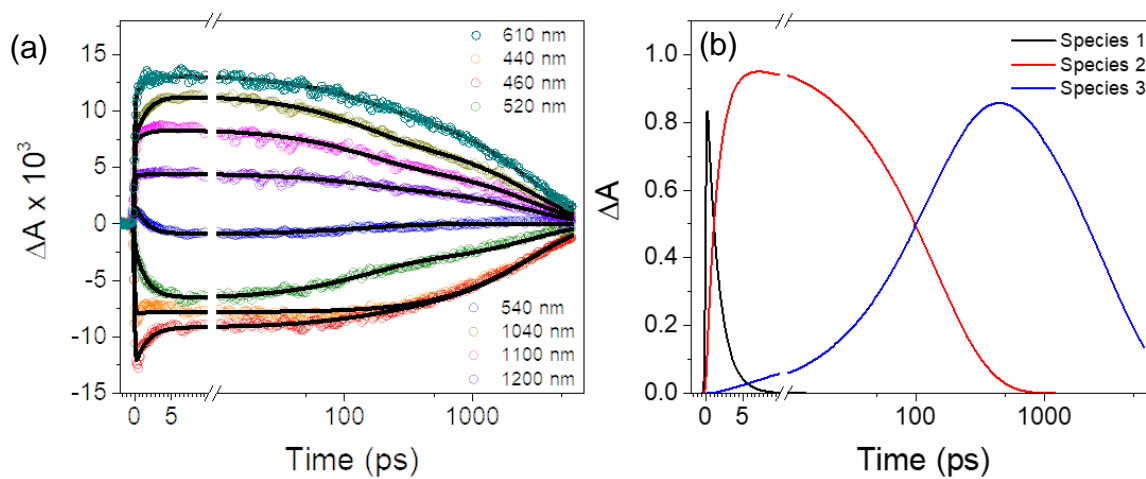 (a)
610 nm
440 nm
460 nm
520 nm
540 nm
1040 nm
1100 nm
1200 nm
15
10
5
0
-5
-10
-15
ΔA x 10³
0 5 100 1000
Time (ps)
(b)
Species 1
Species 2
Species 3
1.0
0.8
0.6
0.4
0.2
0.0
ΔA
0 5 100 1000
Time (ps)